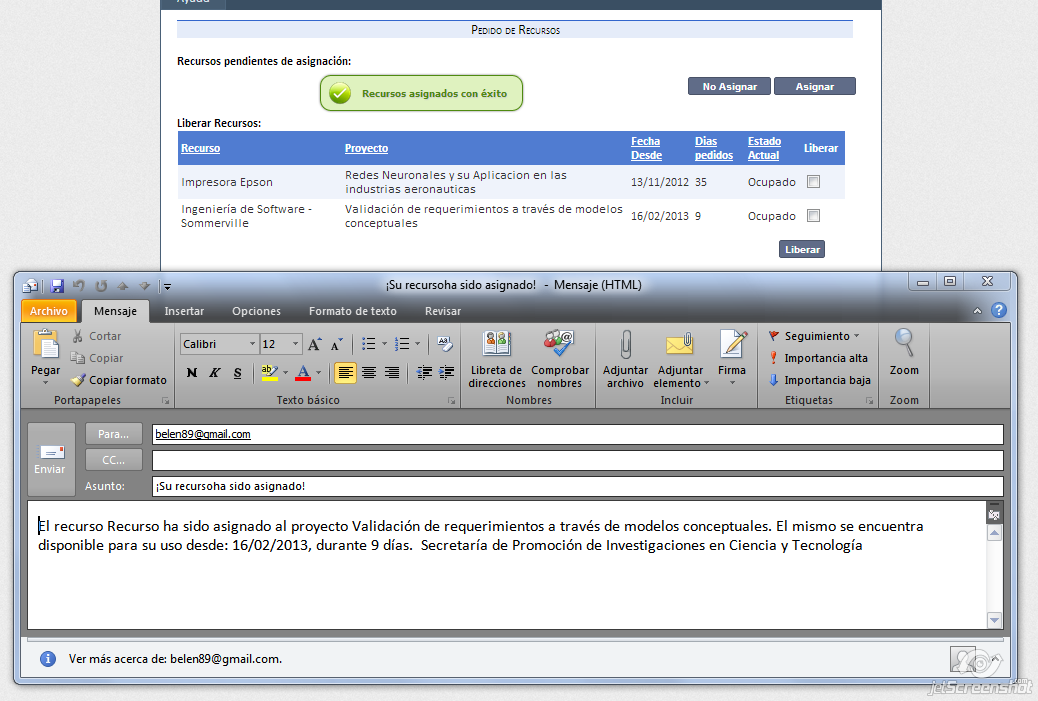 Ayuda
Pedido de Recursos
Recursos pendientes de asignación:
Recursos asignados con éxito
No Asignar Asignar
Liberar Recursos:
Recurso Proyecto Fecha Desde Dias pedidos Estado Actual Liberar
Impresora Epson Redes Neuronales y su Aplicacion en las industrias aeronauticas 13/11/2012 35 Ocupado
Ingeniería de Software - Sommerville Validación de requerimientos a través de modelos conceptuales 16/02/2013 9 Ocupado
Liberar
¡Su recursoha sido asignado! - Mensaje (HTML)
Archivo Mensaje Insertar Opciones Formato de texto Revisar
Pegar
Cortar
Copiar
Copiar formato
Portapapeles
Calibri 12
N K S
Texto básico
Libreta de direcciones
Comprobar nombres
Nombres
Adjuntar archivo
Adjuntar elemento
Firma
Incluir
Seguimiento
Importancia alta
Importancia baja
Etiquetas
Zoom
Zoom
Enviar
Para... belen89@gmail.com
CC...
Asunto: ¡Su recursoha sido asignado!
El recurso Recurso ha sido asignado al proyecto Validación de requerimientos a través de modelos conceptuales. El mismo se encuentra
disponible para su uso desde: 16/02/2013, durante 9 días. Secretaría de Promoción de Investigaciones en Ciencia y Tecnología
Ver más acerca de: belen89@gmail.com.
jetScreenshot.com